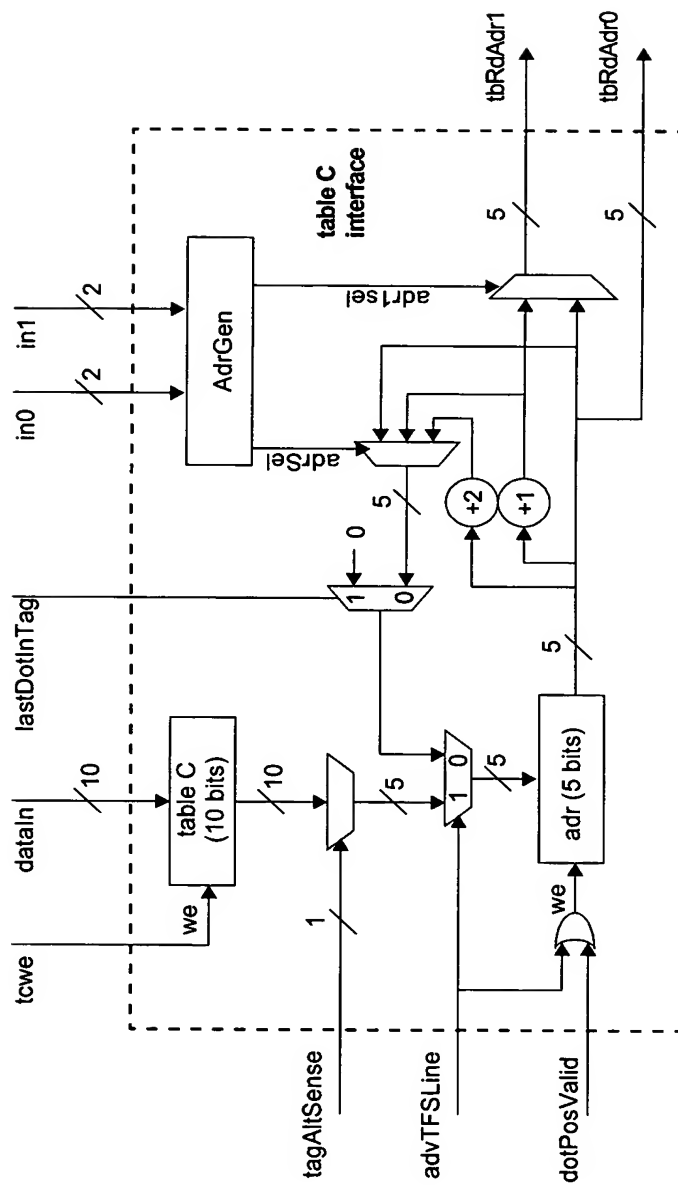 tcwe
dataIn
lastDotInTag
in0
in1
10
2
2
we
table C
(10 bits)
AdrGen
table C
interface
10
adrSel
adr1sel
0
1
0
5
5
tbRdAdr1
1
5
tagAltSense
1 0
5
+2
+1
advTFSLine
5
5
tbRdAdr0
we
adr (5 bits)
dotPosValid